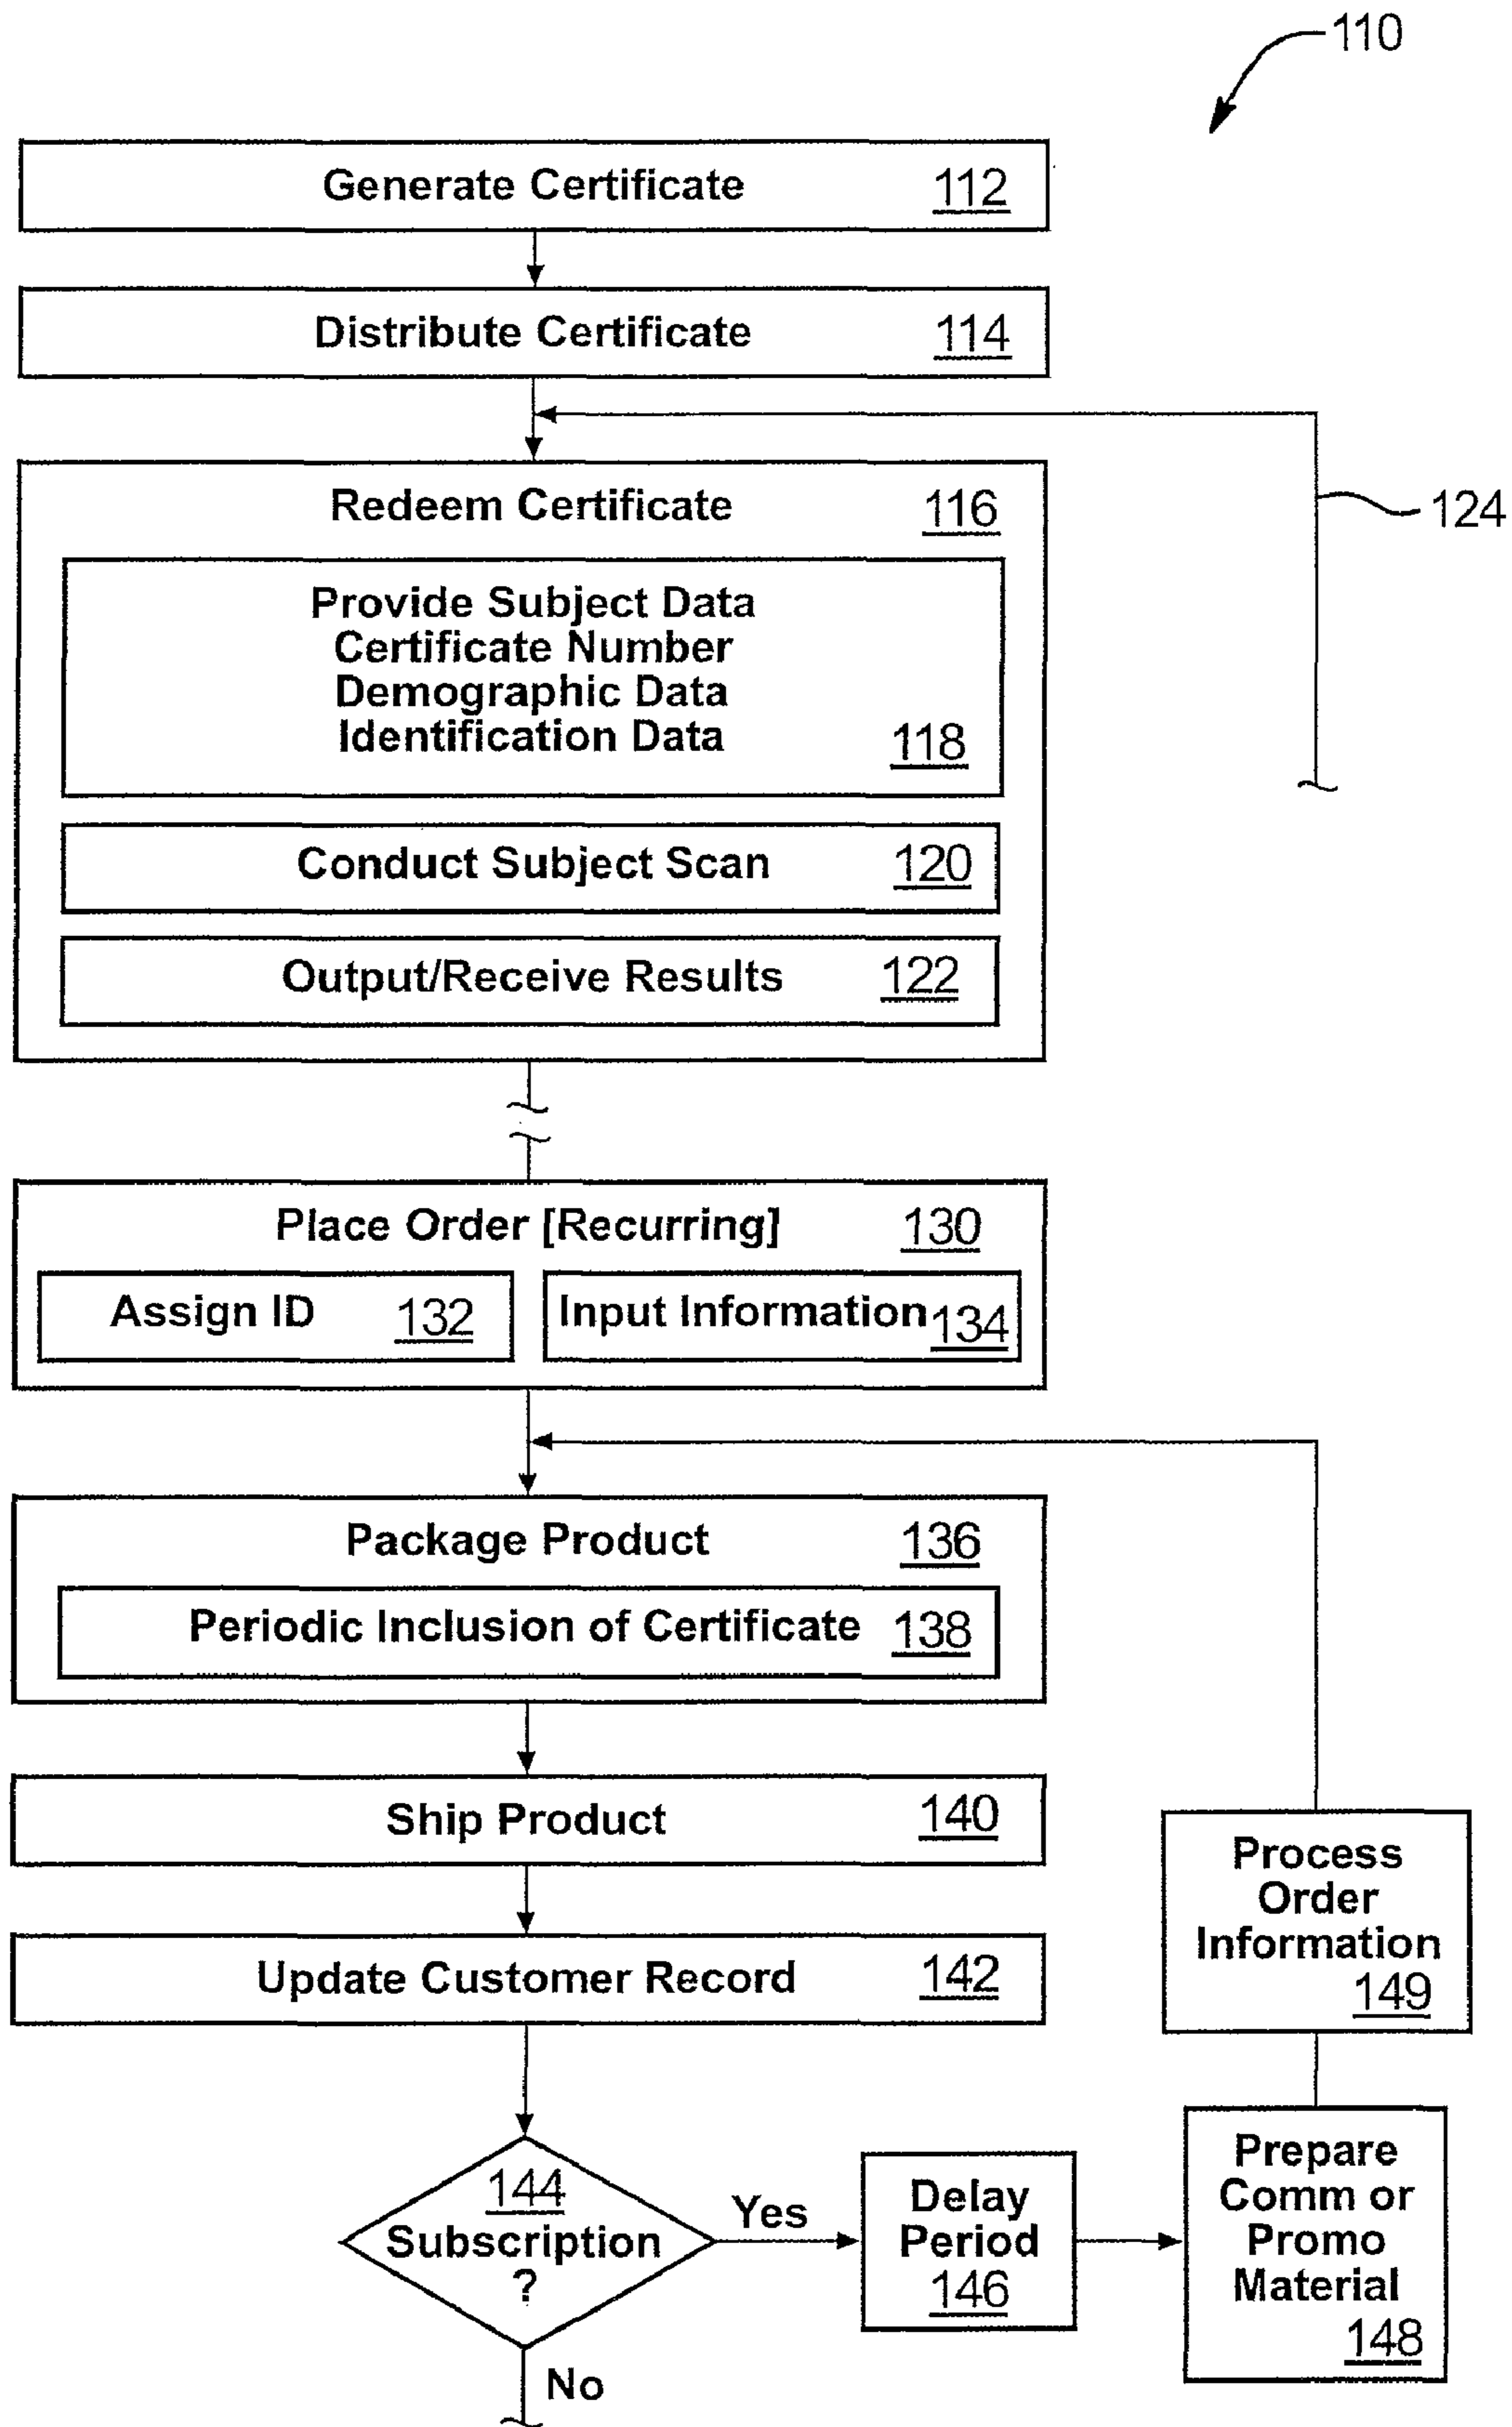 110
Generate Certificate 112
Distribute Certificate 114
Redeem Certificate 116
124
Provide Subject Data
Certificate Number
Demographic Data
Identification Data 118
Conduct Subject Scan 120
Output/Receive Results 122
Place Order [Recurring] 130
Assign ID 132
Input Information 134
Package Product 136
Periodic Inclusion of Certificate 138
Ship Product 140
Update Customer Record 142
Process
Order
Information
149
144
Subscription
?
Yes
No
Delay
Period
146
Prepare
Comm or
Promo
Material
148